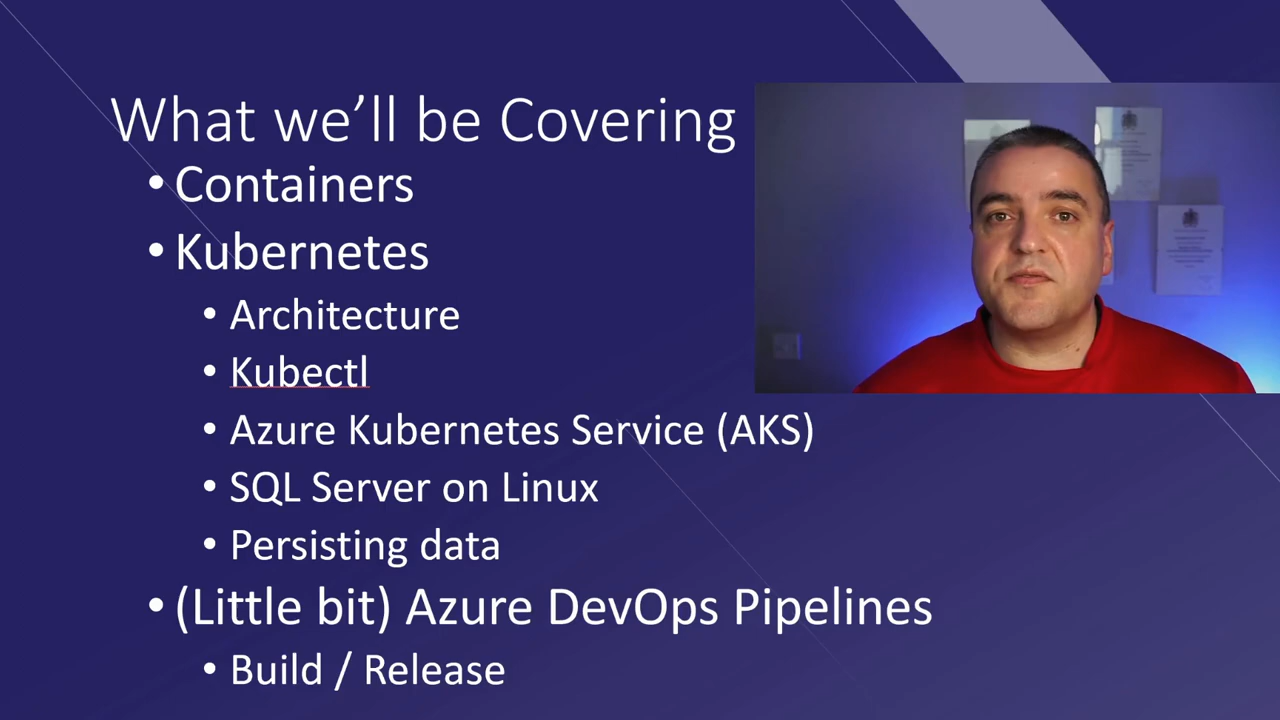 What we'll be Covering
• Containers
• Kubernetes
• Architecture
• Kubectl
• Azure Kubernetes Service (AKS)
• SQL Server on Linux
• Persisting data
• (Little bit) Azure DevOps Pipelines
• Build / Release